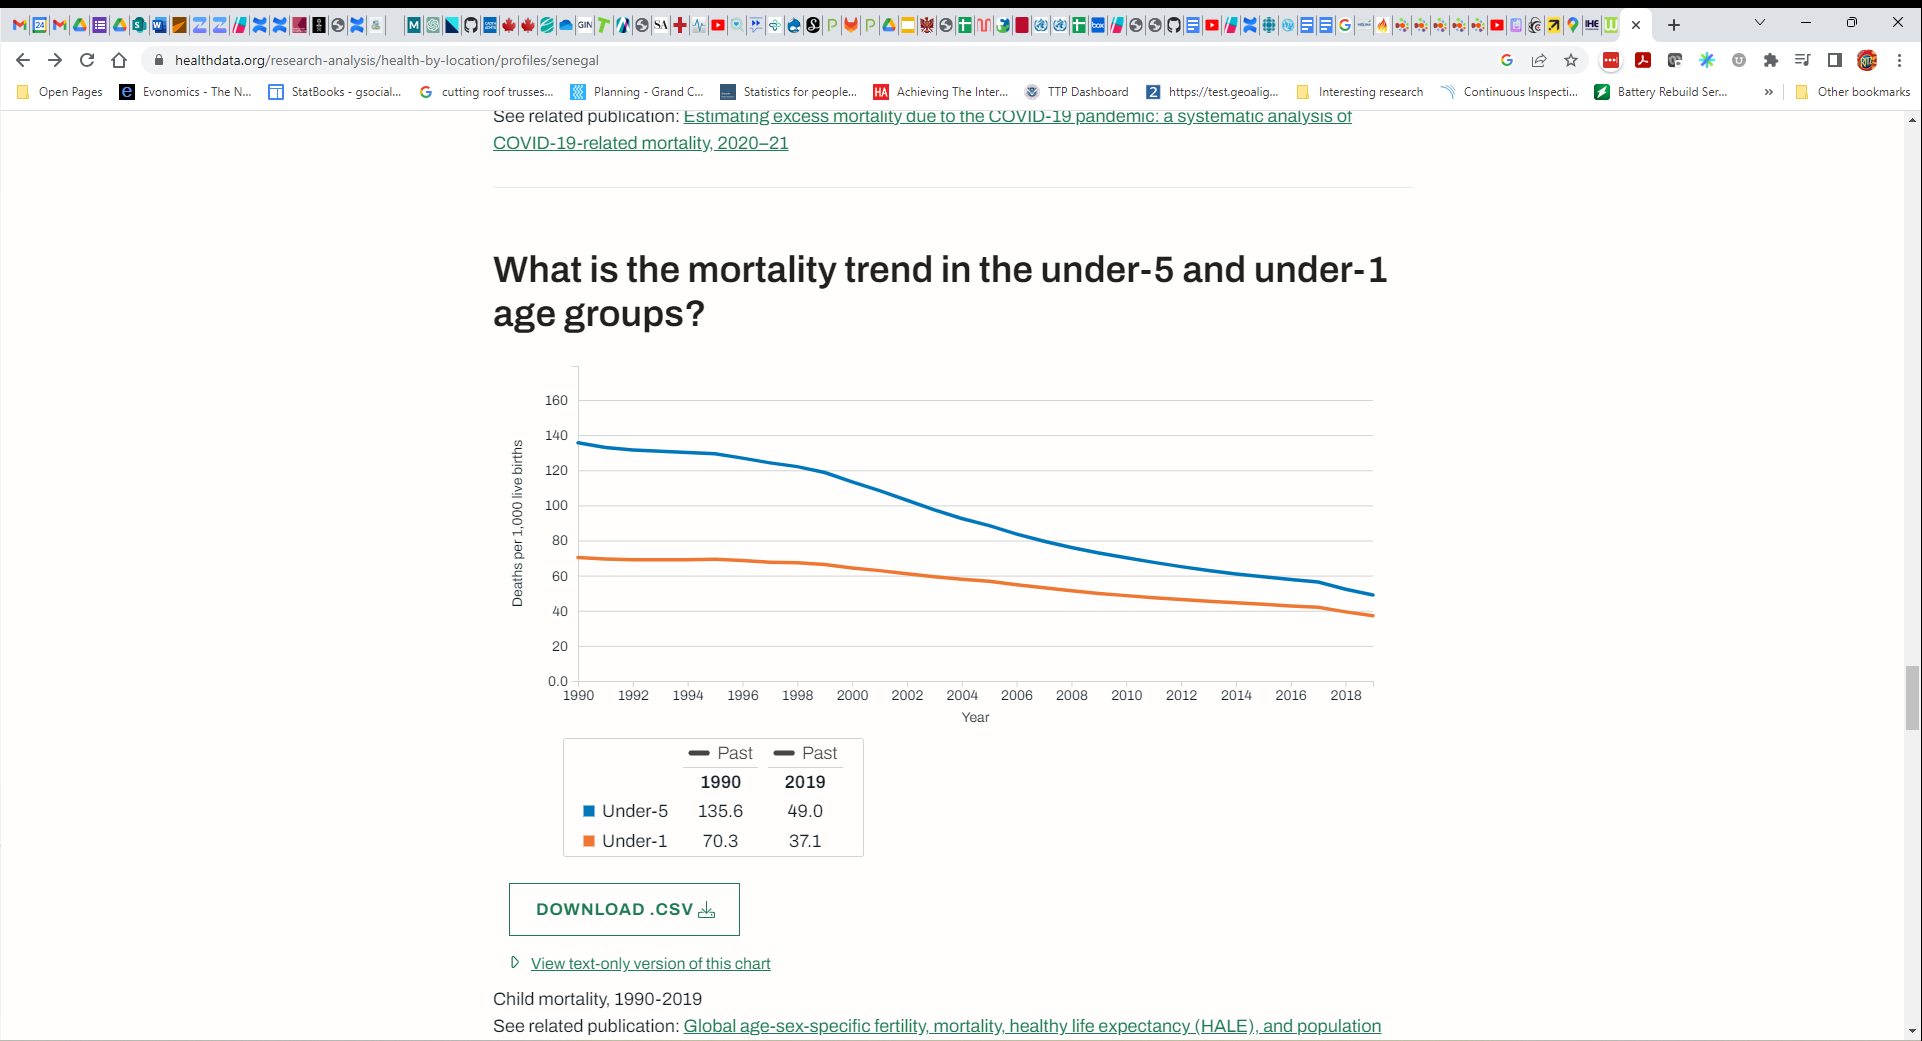 healthdata.org/research-analysis/health-by-location/profiles/senegal
Open Pages
Evonomics - The N...
StatBooks - gsocial...
cutting roof trusses...
Planning - Grand C...
Statistics for people...
HA Achieving The Inter...
TTP Dashboard
2 https://test.geoalig...
Interesting research
Continuous Inspecti...
Battery Rebuild Ser...
»
Other bookmarks
See related publication: Estimating excess mortality due to the COVID-19 pandemic: a systematic analysis of
COVID-19-related mortality, 2020–21
What is the mortality trend in the under-5 and under-1
age groups?
Deaths per 1,000 live births
160
140
120
100
80
60
40
20
0.0
1990 1992 1994 1996 1998 2000 2002 2004 2006 2008 2010 2012 2014 2016 2018
Year
Past Past
1990 2019
Under-5 135.6 49.0
Under-1 70.3 37.1
DOWNLOAD .CSV
View text-only version of this chart
Child mortality, 1990-2019
See related publication: Global age-sex-specific fertility, mortality, healthy life expectancy (HALE), and population